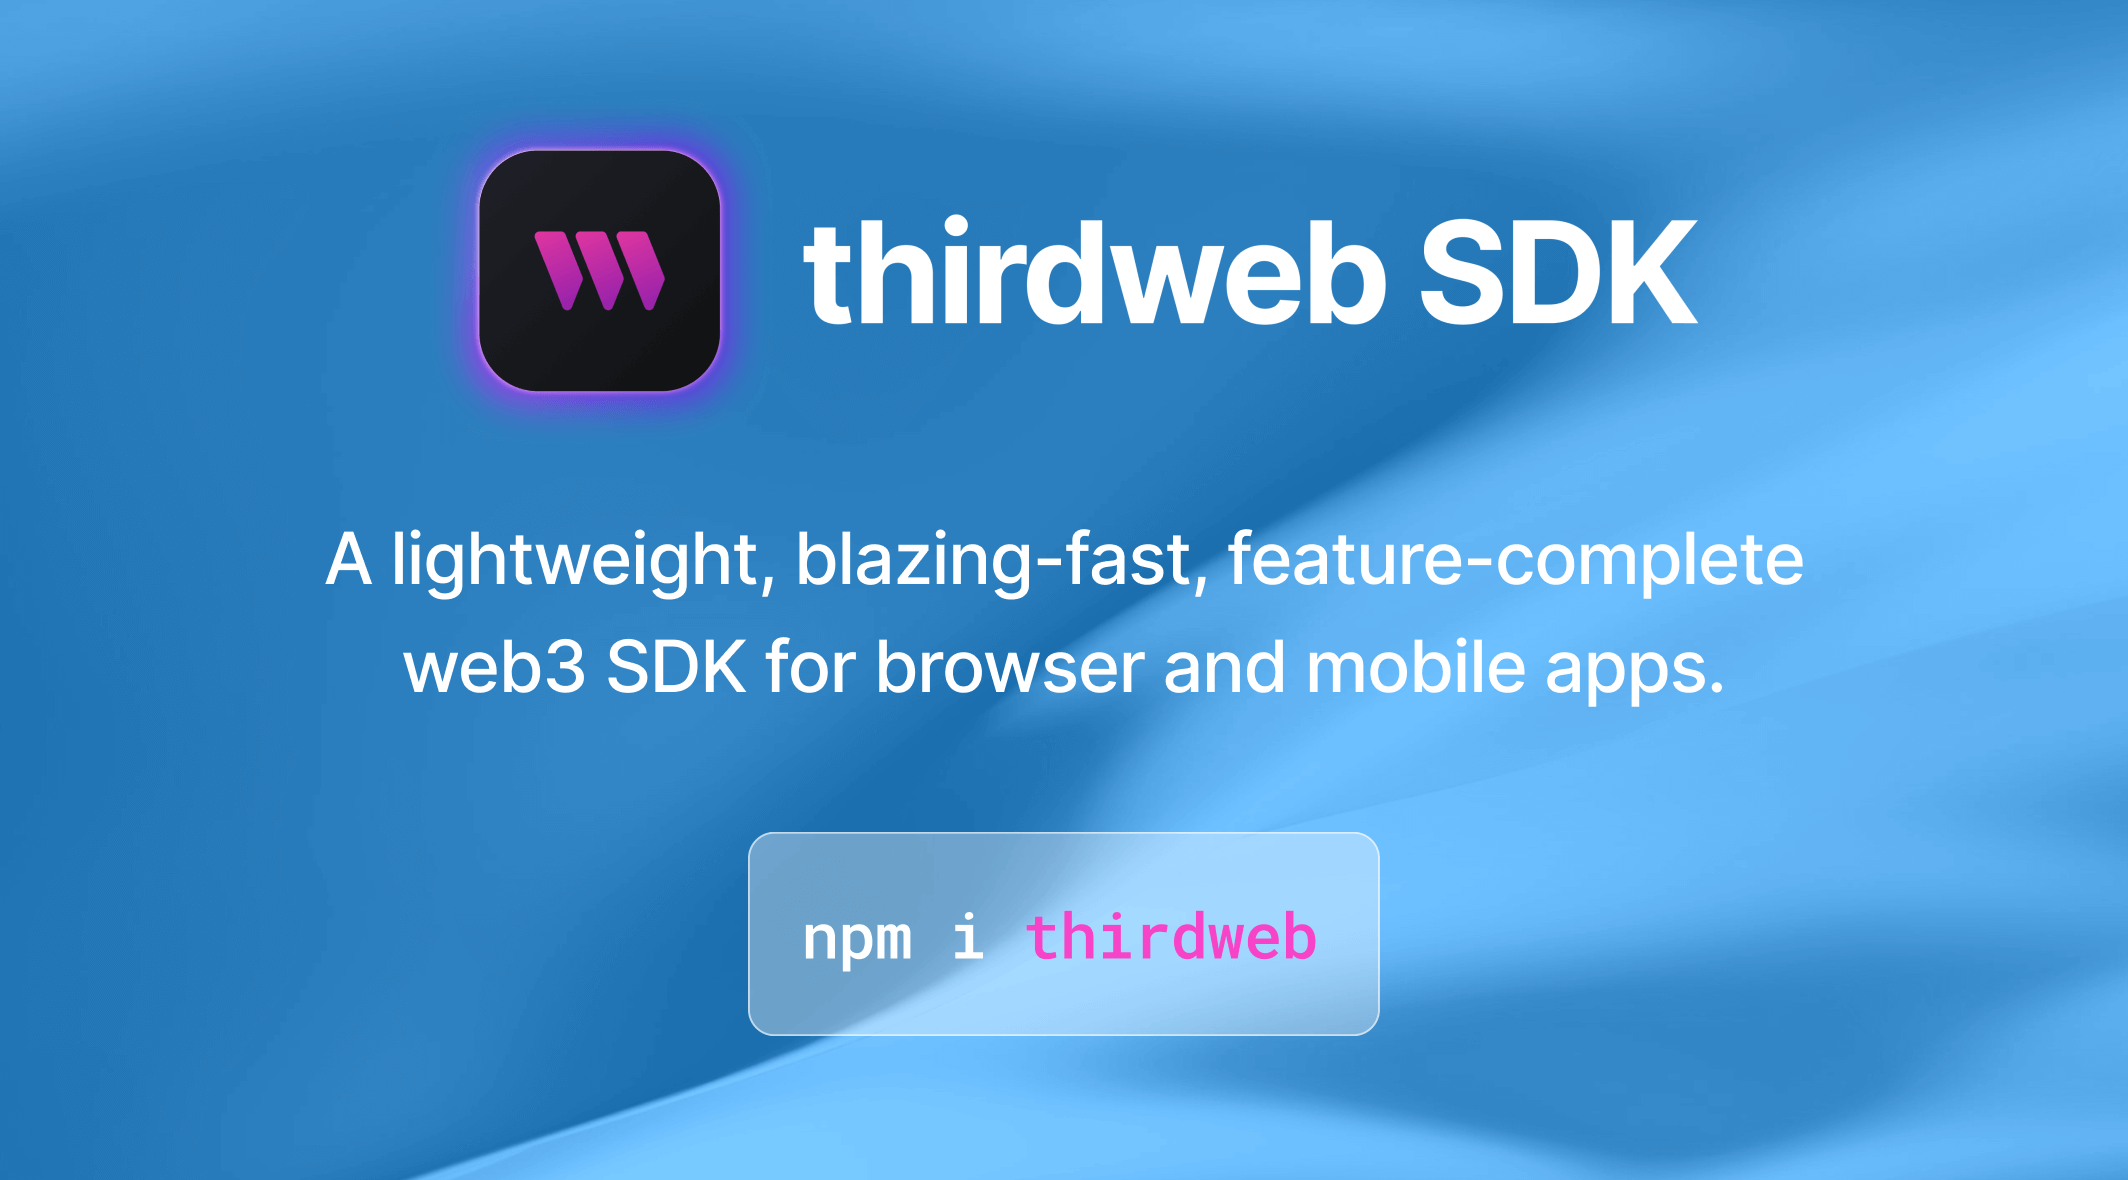 thirdweb SDK
A lightweight, blazing-fast, feature-complete
web3 SDK for browser and mobile apps.
npm i thirdweb